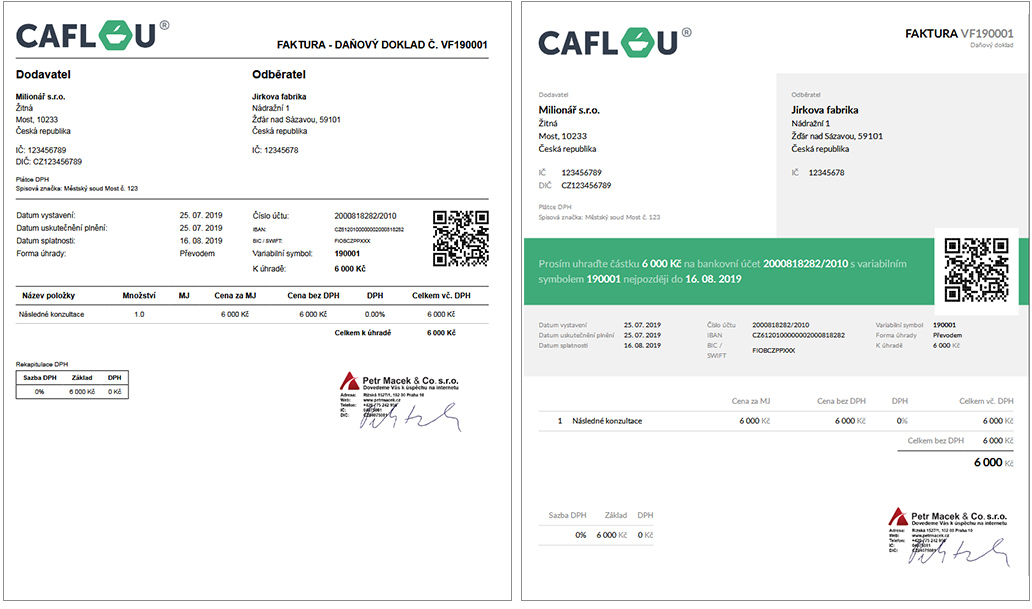 CAFLOU®
FAKTURA - DAŇOVÝ DOKLAD Č. VF190001
Dodavatel
Milionář s.r.o.
Žitná
Most, 10233
Česká republika
IČ: 123456789
DIČ: CZ123456789
Plátce DPH
Spisová značka: Městský soud Most č. 123
Odběratel
Jirkova fabrika
Nádražní 1
Žďár nad Sázavou, 59101
Česká republika
IČ: 12345678
Datum vystavení: 25. 07. 2019
Datum uskutečnění plnění: 25. 07. 2019
Datum splatnosti: 16. 08. 2019
Forma úhrady: Převodem
Číslo účtu: 2000818282/2010
IBAN: CZ6120100000002000818282
BIC / SWIFT: FIOBCZPPXXX
Variabilní symbol: 190001
K úhradě: 6 000 Kč
Název položky Množství MJ Cena za MJ Cena bez DPH DPH Celkem vč. DPH
Následné konzultace 1.0 6 000 Kč 6 000 Kč 0.00% 6 000 Kč
Celkem k úhradě 6 000 Kč
Rekapitulace DPH
Sazba DPH Základ DPH
0% 6 000 Kč 0 Kč
Petr Macek & Co. s.r.o.
Dovedeme Vás k úspěchu na internetu
Adresa: Řízská 1527/1, 102 00 Praha 10
Web: www.petrmacek.cz
Telefon:
IČ:
DIČ:
CAFLOU®
FAKTURA VF190001
Daňový doklad
Dodavatel
Milionář s.r.o.
Žitná
Most, 10233
Česká republika
IČ 123456789
DIČ CZ123456789
Plátce DPH
Spisová značka: Městský soud Most č. 123
Odběratel
Jirkova fabrika
Nádražní 1
Žďár nad Sázavou, 59101
Česká republika
IČ 12345678
Prosím uhraďte částku 6 000 Kč na bankovní účet 2000818282/2010 s variabilním
symbolem 190001 nejpozději do 16. 08. 2019
Datum vystavení 25. 07. 2019
Datum uskutečnění plnění 25. 07. 2019
Datum splatnosti 16. 08. 2019
Číslo účtu 2000818282/2010
IBAN CZ6120100000002000818282
BIC /
SWIFT FIOBCZPPXXX
Variabilní symbol 190001
Forma úhrady Převodem
K úhradě 6 000 Kč
Cena za MJ Cena bez DPH DPH Celkem vč. DPH
1 Následné konzultace 6 000 Kč 6 000 Kč 0% 6 000 Kč
Celkem bez DPH 6 000 Kč
6 000 Kč
Sazba DPH Základ DPH
0% 6 000 Kč 0 Kč
Petr Macek & Co. s.r.o.
Dovedeme Vás k úspěchu na internetu
Adresa: Řízská 1527/1, 102 00 Praha 10
Web: www.petrmacek.cz
Telefon:
IČ:
DIČ: